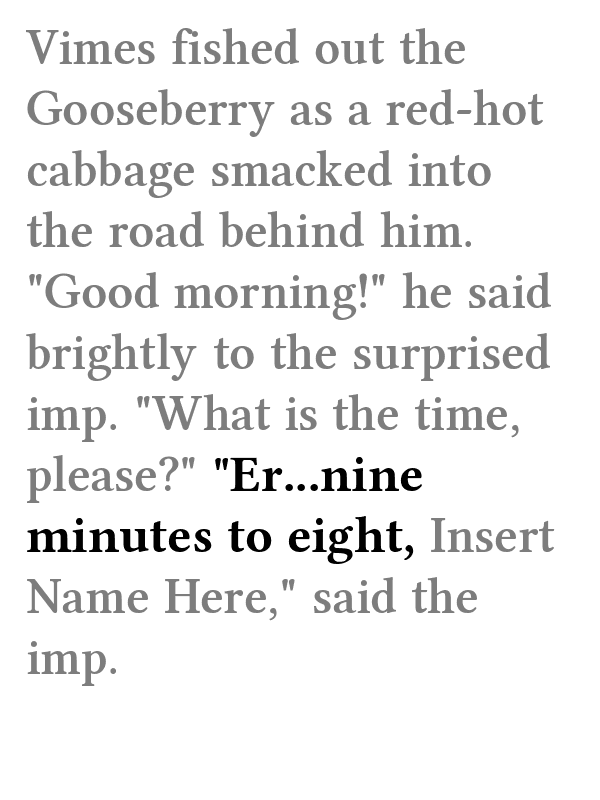 Vimes fished out the
Gooseberry as a red-hot
cabbage smacked into
the road behind him.
"Good morning!" he said
brightly to the surprised
imp. "What is the time,
please?" "Er...nine
minutes to eight, Insert
Name Here," said the
imp.